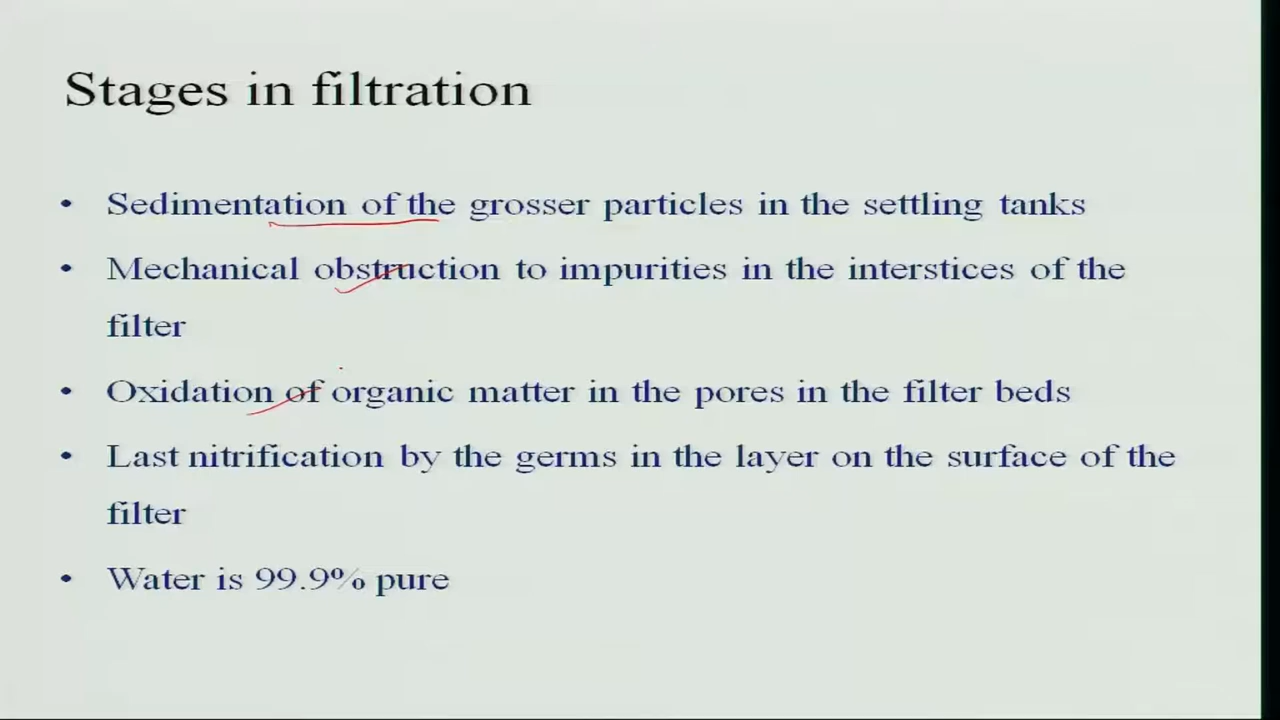 Stages in filtration
• Sedimentation of the grosser particles in the settling tanks
• Mechanical obstruction to impurities in the interstices of the
filter
• Oxidation of organic matter in the pores in the filter beds
• Last nitrification by the germs in the layer on the surface of the
filter
• Water is 99.9% pure